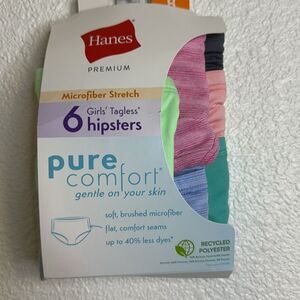 Hanes
PREMIUM
Microfiber Stretch
6 Girls' Tagless*
hipsters
pure
comfort*
gentle on your skin
soft, brushed microfiber
flat, comfort seams
up to 40% less dyes*
RECYCLED
POLYESTER